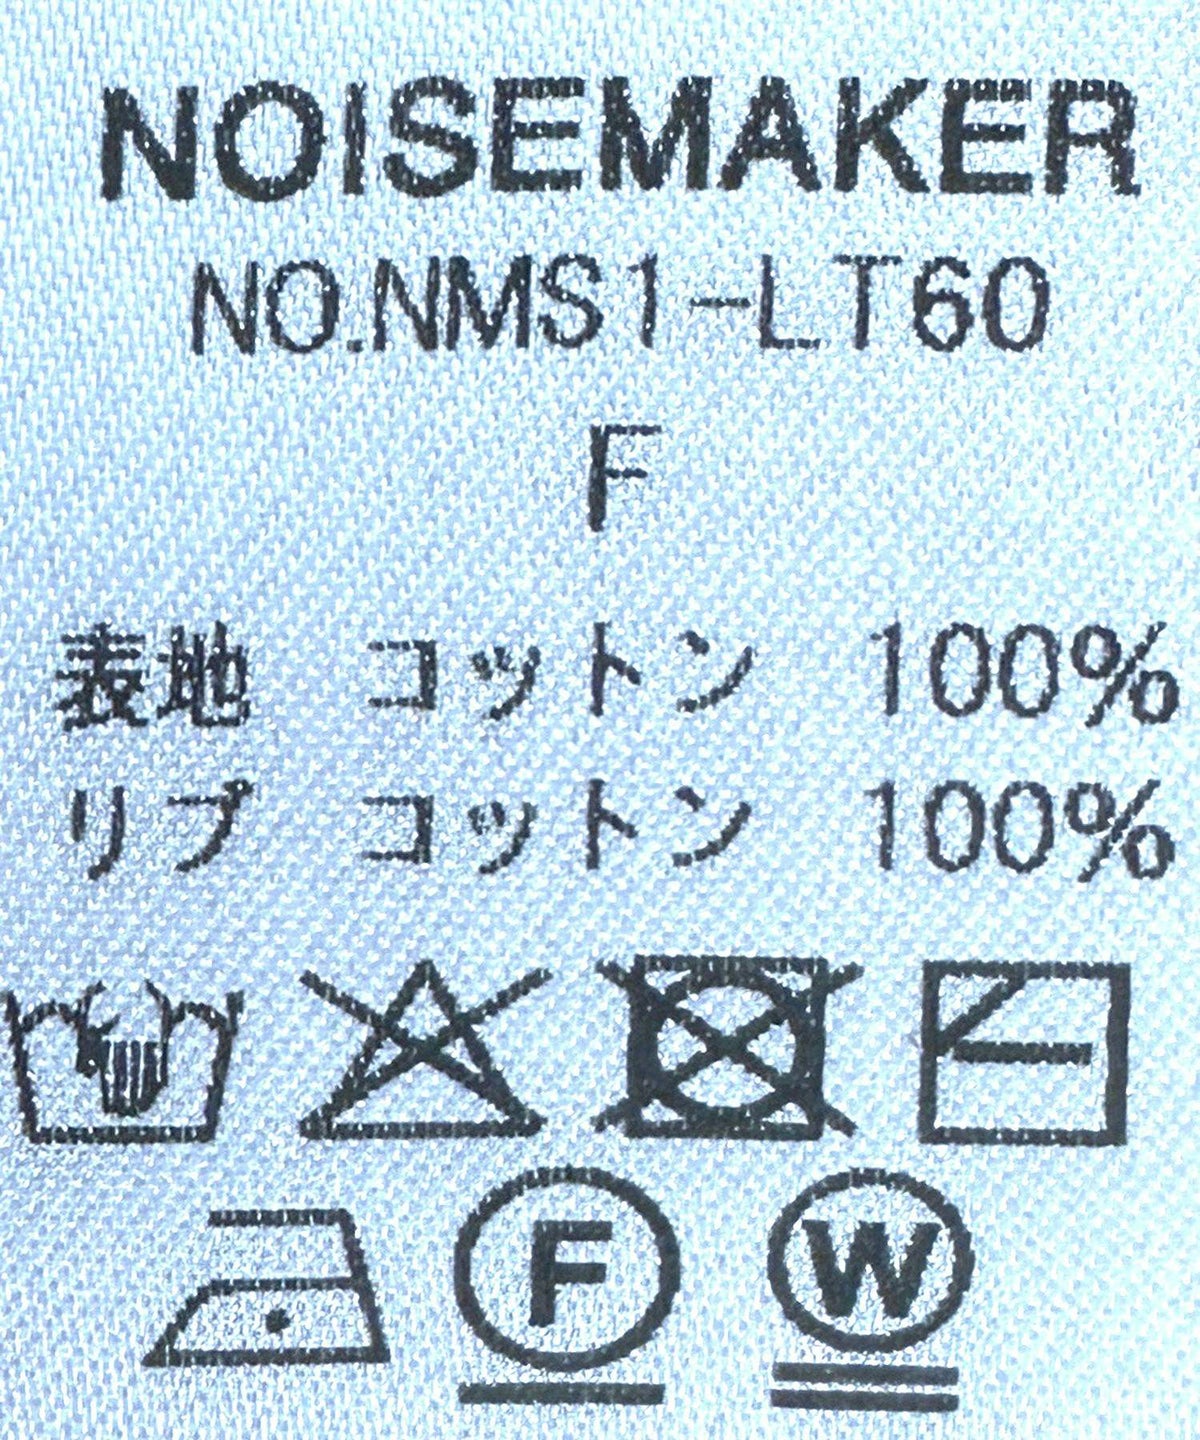 NOISEMAKER
NO.NMS1-LT60
F
表地 コットン 100%
リブ コットン 100%
F W